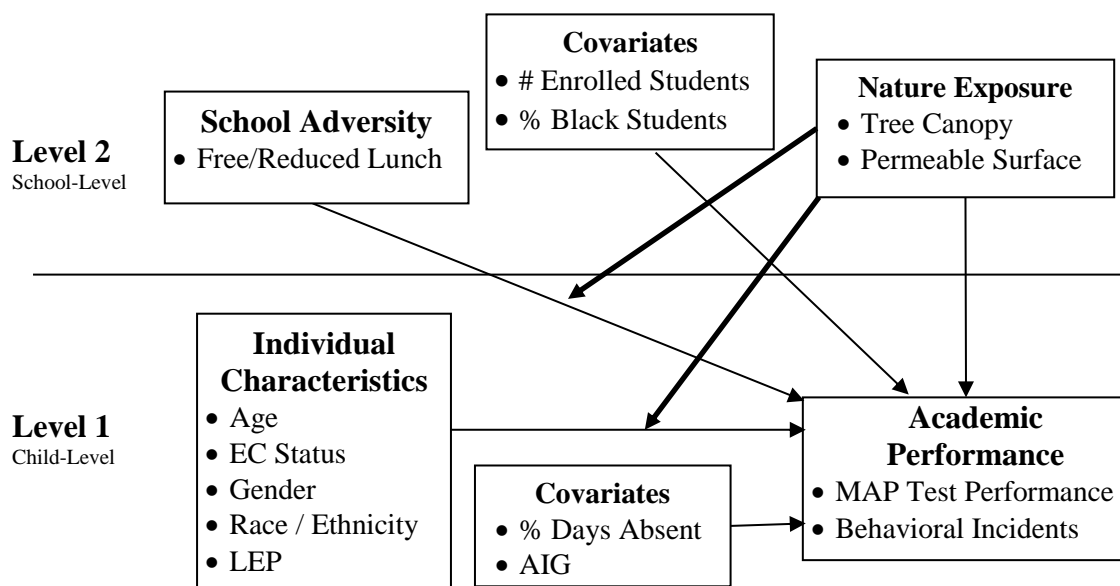 Level 2
School-Level
School Adversity
• Free/Reduced Lunch
Covariates
• # Enrolled Students
• % Black Students
Nature Exposure
• Tree Canopy
• Permeable Surface
Level 1
Child-Level
Individual
Characteristics
• Age
• EC Status
• Gender
• Race / Ethnicity
• LEP
Covariates
• % Days Absent
• AIG
Academic
Performance
• MAP Test Performance
• Behavioral Incidents